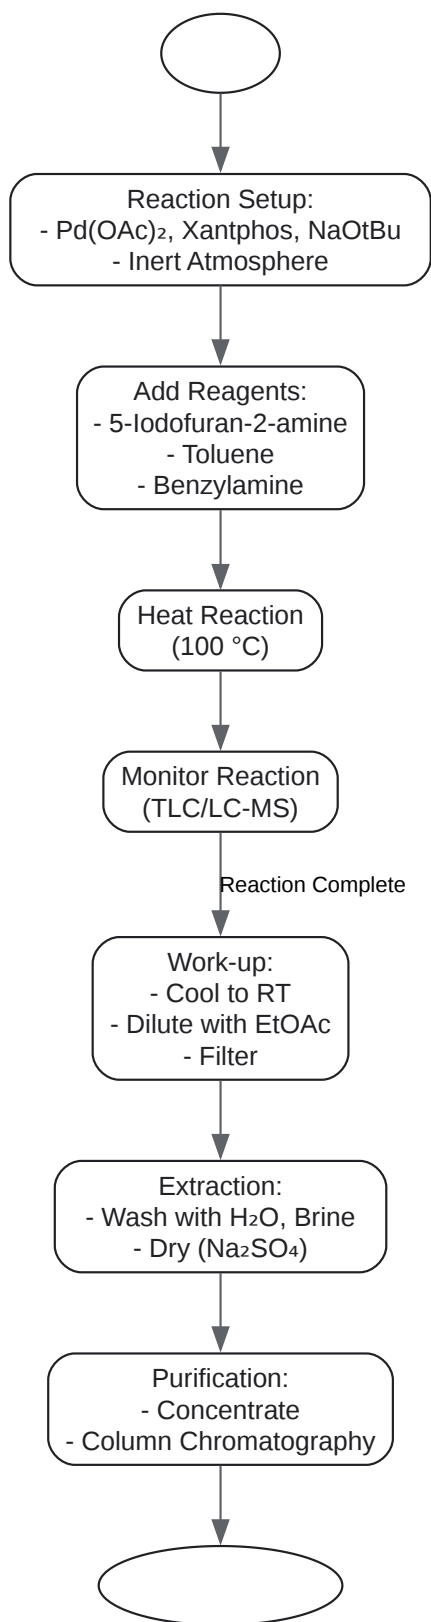 Reaction Setup:
- Pd(OAc)₂, Xantphos, NaOtBu
- Inert Atmosphere
Add Reagents:
- 5-Iodofuran-2-amine
- Toluene
- Benzylamine
Heat Reaction
(100 °C)
Monitor Reaction
(TLC/LC-MS)
Reaction Complete
Work-up:
- Cool to RT
- Dilute with EtOAc
- Filter
Extraction:
- Wash with H₂O, Brine
- Dry (Na₂SO₄)
Purification:
- Concentrate
- Column Chromatography